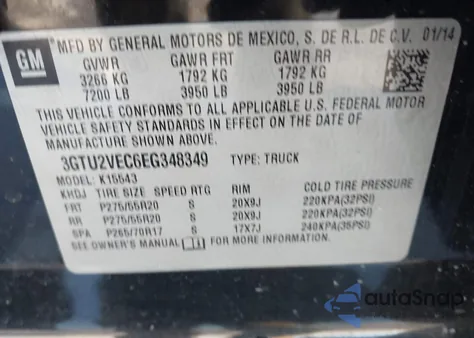 GM
MFD BY GENERAL MOTORS DE MEXICO, S. DE R.L. DE C.V. 01/14
GVWR GAWR FRT GAWR RR
3266 KG 1792 KG 1792 KG
7200 LB 3950 LB 3950 LB
THIS VEHICLE CONFORMS TO ALL APPLICABLE U.S. FEDERAL MOTOR
VEHICLE SAFETY STANDARDS IN EFFECT ON THE DATE OF
MANUFACTURE SHOWN ABOVE.
3GTU2VEC6EG348349 TYPE: TRUCK
MODEL: K15543
KHDJ TIRE SIZE SPEED RTG RIM COLD TIRE PRESSURE
FRT P275/55R20 S 20X9J 220KPA(32PSI)
RR P275/55R20 S 20X9J 220KPA(32PSI)
SPA P265/70R17 S 17X7J 240KPA(35PSI)
SEE OWNER'S MANUAL FOR MORE INFORMATION
autoSnap